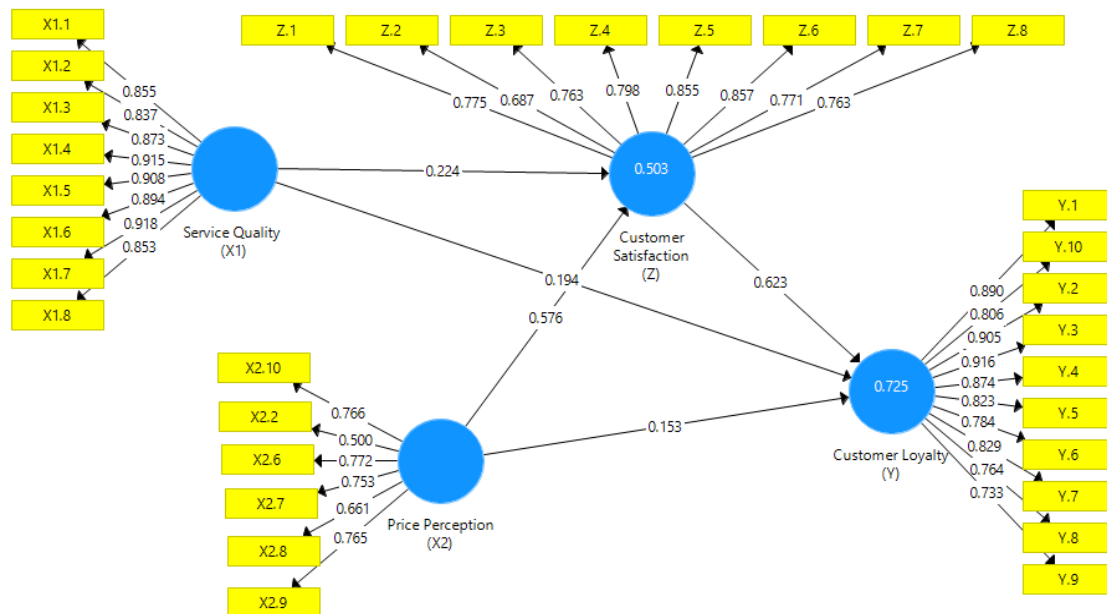 X1.1
X1.2
X1.3
X1.4
X1.5
X1.6
X1.7
X1.8
0.855
0.837
0.873
0.915
0.908
0.894
0.918
0.853
Service Quality
(X1)
Z.1
Z.2
Z.3
Z.4
Z.5
Z.6
Z.7
Z.8
0.775
0.687
0.763
0.798
0.855
0.857
0.771
0.763
0.503
Customer
Satisfaction
(Z)
0.224
0.194
0.576
0.623
0.153
X2.10
X2.2
X2.6
X2.7
X2.8
X2.9
0.766
0.500
0.772
0.753
0.661
0.765
Price Perception
(X2)
0.725
Customer Loyalty
(Y)
0.890
0.806
0.905
0.916
0.874
0.823
0.784
0.829
0.764
0.733
Y.1
Y.10
Y.2
Y.3
Y.4
Y.5
Y.6
Y.7
Y.8
Y.9